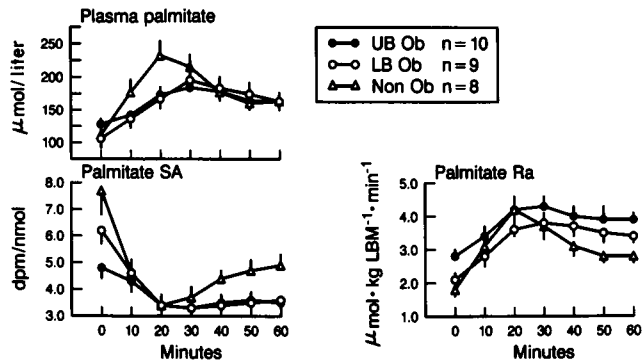 Plasma palmitate
μmol/liter
250
200
150
100
UB Ob n=10
LB Ob n=9
Non Ob n=8
Palmitate SA
dpm/nmol
8.0
7.0
6.0
5.0
4.0
3.0
0 10 20 30 40 50 60
Minutes
Palmitate Ra
μmol·kg LBM⁻¹·min⁻¹
5.0
4.0
3.0
2.0
1.0
0 10 20 30 40 50 60
Minutes